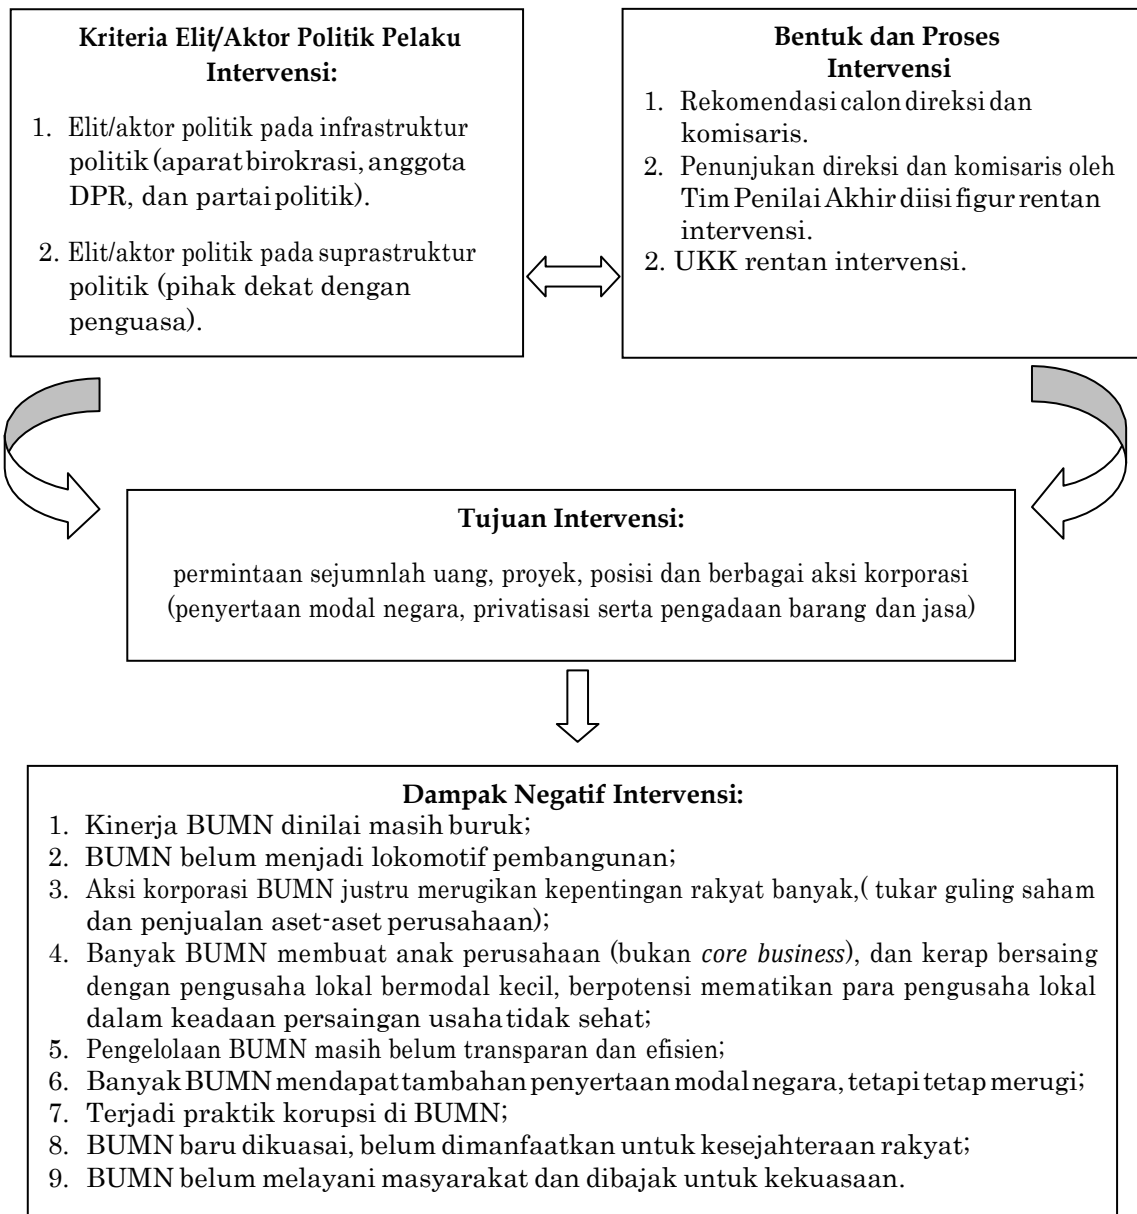 Kriteria Elit/Aktor Politik Pelaku
Intervensi:
1. Elit/aktor politik pada infrastruktur
politik (aparat birokrasi, anggota
DPR, dan partai politik).
2. Elit/aktor politik pada suprastruktur
politik (pihak dekat dengan
penguasa).
Bentuk dan Proses
Intervensi
1. Rekomendasi calon direksi dan
komisaris.
2. Penunjukan direksi dan komisaris oleh
Tim Penilai Akhir diisi figur rentan
intervensi.
2. UKK rentan intervensi.
Tujuan Intervensi:
permintaan sejumnlah uang, proyek, posisi dan berbagai aksi korporasi
(penyertaan modal negara, privatisasi serta pengadaan barang dan jasa)
Dampak Negatif Intervensi:
1. Kinerja BUMN dinilai masih buruk;
2. BUMN belum menjadi lokomotif pembangunan;
3. Aksi korporasi BUMN justru merugikan kepentingan rakyat banyak,( tukar guling saham
dan penjualan aset-aset perusahaan);
4. Banyak BUMN membuat anak perusahaan (bukan core business), dan kerap bersaing
dengan pengusaha lokal bermodal kecil, berpotensi mematikan para pengusaha lokal
dalam keadaan persaingan usaha tidak sehat;
5. Pengelolaan BUMN masih belum transparan dan efisien;
6. Banyak BUMN mendapat tambahan penyertaan modal negara, tetapi tetap merugi;
7. Terjadi praktik korupsi di BUMN;
8. BUMN baru dikuasai, belum dimanfaatkan untuk kesejahteraan rakyat;
9. BUMN belum melayani masyarakat dan dibajak untuk kekuasaan.